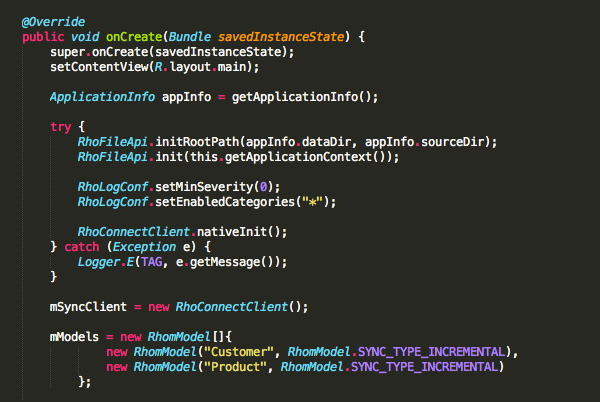 @Override
public void onCreate(Bundle savedInstanceState) {
super.onCreate(savedInstanceState);
setContentView(R.layout.main);
ApplicationInfo appInfo = getApplicationInfo();
try {
RhoFileApi.initRootPath(appInfo.dataDir, appInfo.sourceDir);
RhoFileApi.init(this.getApplicationContext());
RhoLogConf.setMinSeverity(0);
RhoLogConf.setEnabledCategories("*");
RhoConnectClient.nativeInit();
} catch (Exception e) {
Logger.E(TAG, e.getMessage());
}
mSyncClient = new RhoConnectClient();
mModels = new RhomModel[]{
new RhomModel("Customer", RhomModel.SYNC_TYPE_INCREMENTAL),
new RhomModel("Product", RhomModel.SYNC_TYPE_INCREMENTAL)
};